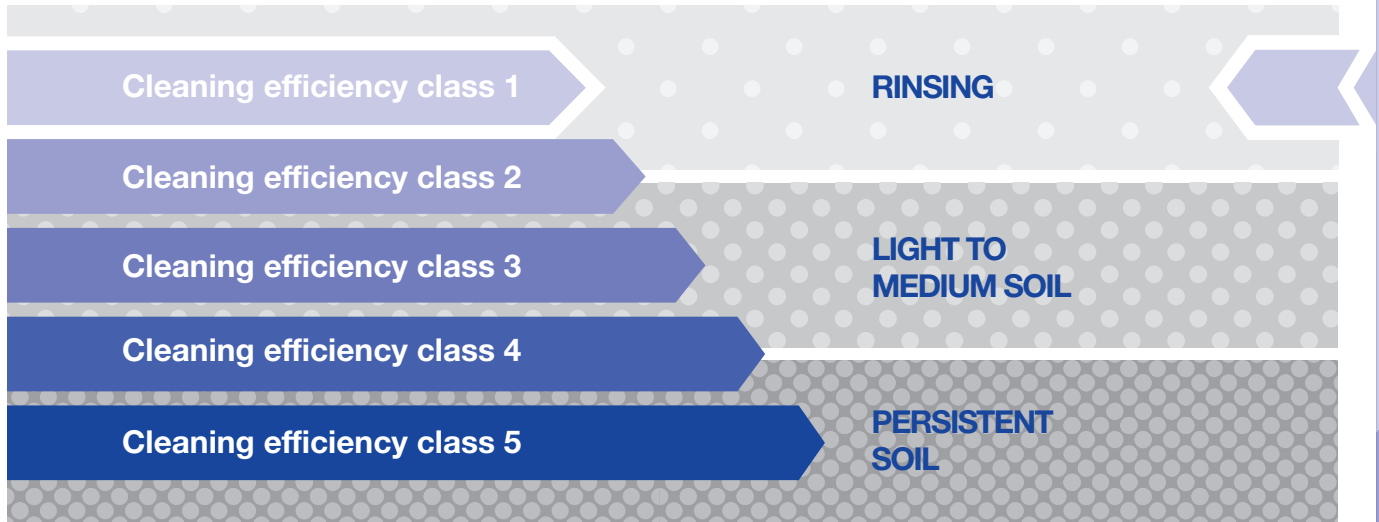 Cleaning efficiency class 1
RINSING
Cleaning efficiency class 2
Cleaning efficiency class 3
LIGHT TO
MEDIUM SOIL
Cleaning efficiency class 4
Cleaning efficiency class 5
PERSISTENT
SOIL